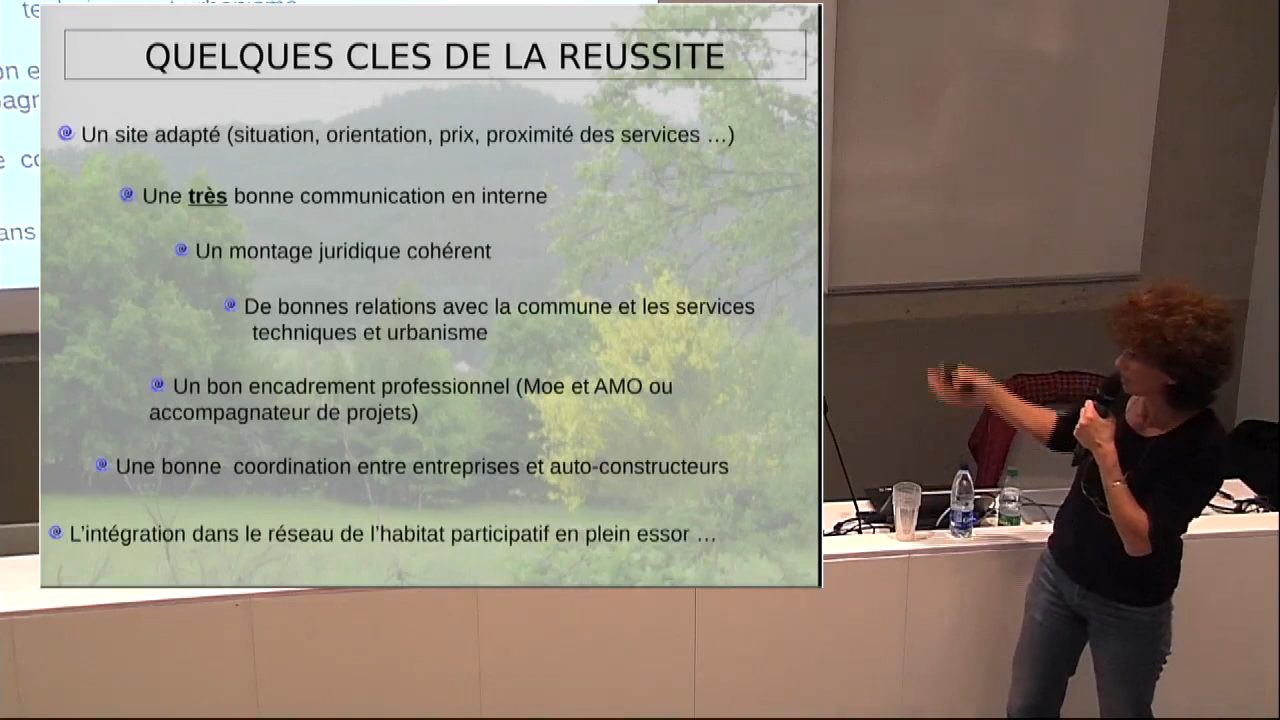 QUELQUES CLES DE LA REUSSITE
Un site adapté (situation, orientation, prix, proximité des services …)
Une très bonne communication en interne
Un montage juridique cohérent
De bonnes relations avec la commune et les services
techniques et urbanisme
Un bon encadrement professionnel (Moe et AMO ou
accompagnateur de projets)
Une bonne  coordination entre entreprises et auto-constructeurs
L’intégration dans le réseau de l’habitat participatif en plein essor …